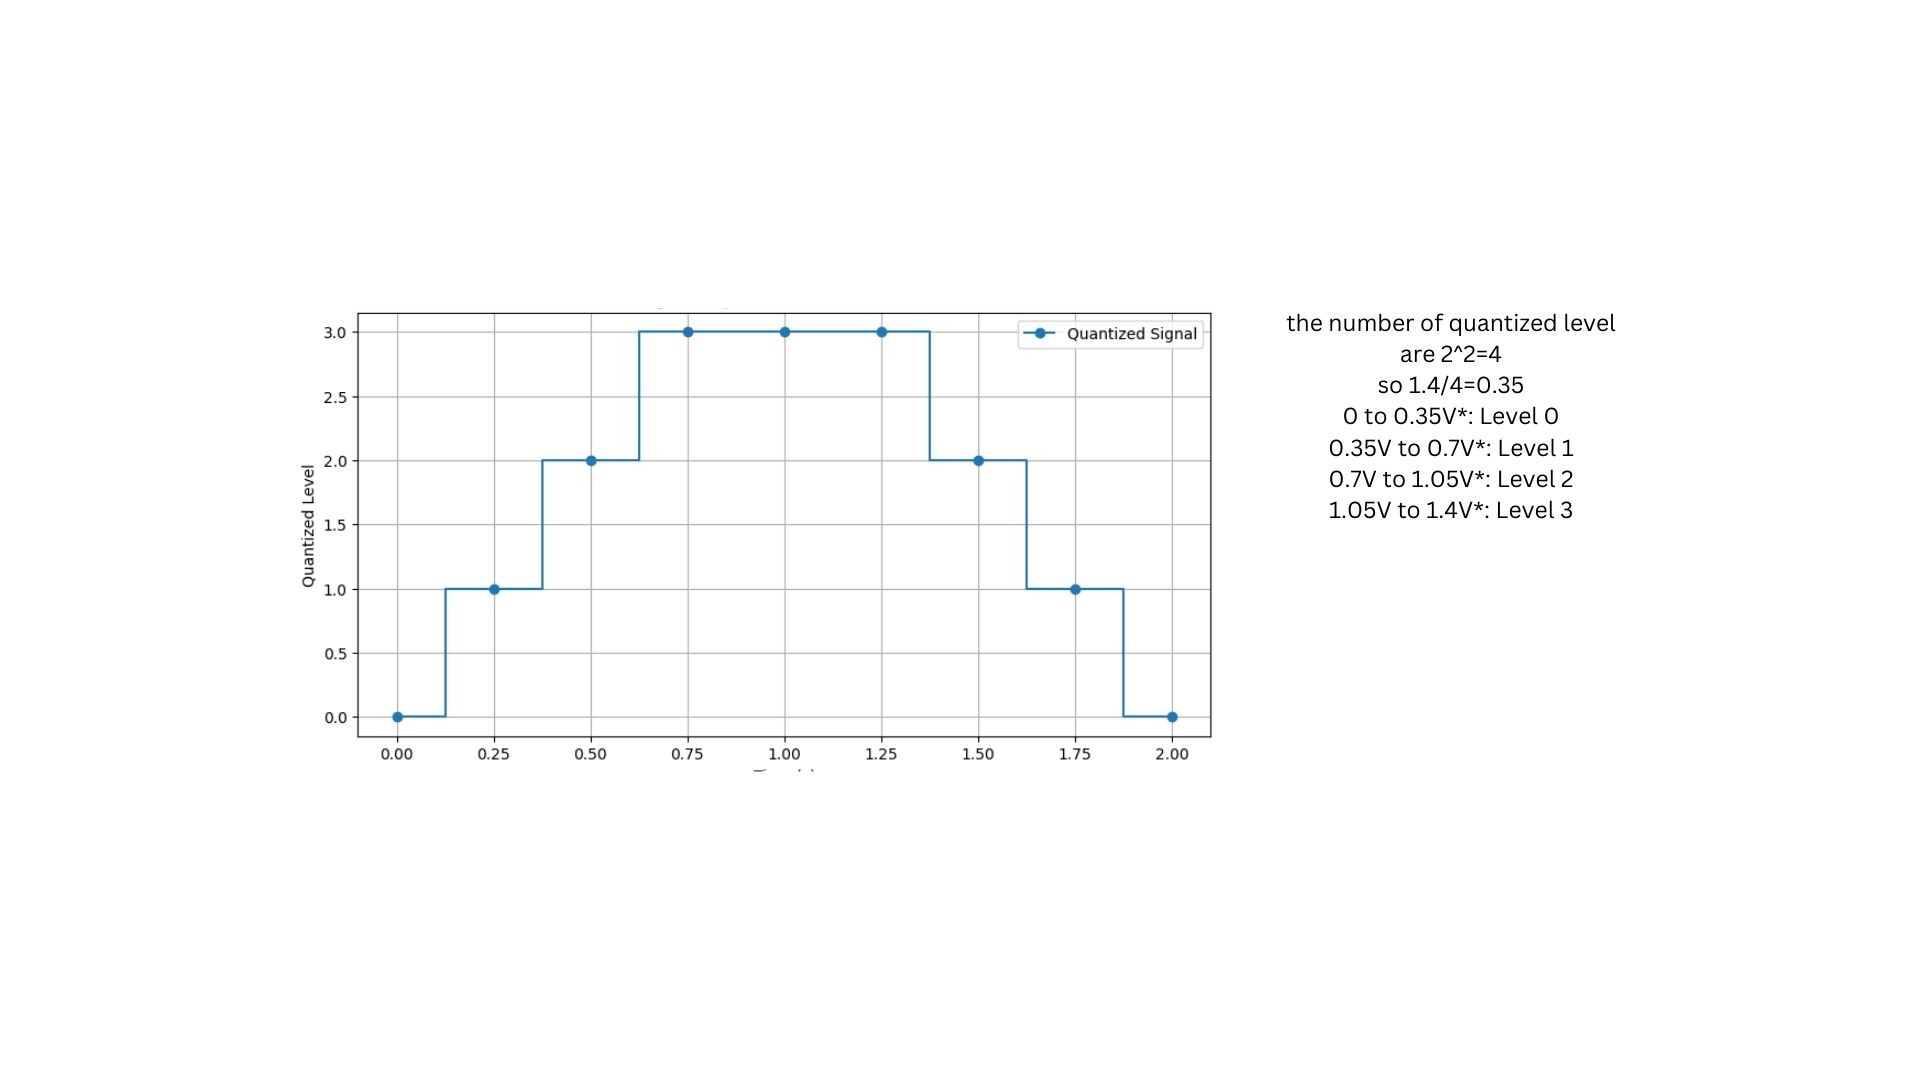 3.0
2.5
2.0
1.5
1.0
0.5
0.0
Quantized Level
Quantized Signal
0.00 0.25 0.50 0.75 1.00 1.25 1.50 1.75 2.00
the number of quantized level
are 2^2=4
so 1.4/4=0.35
0 to 0.35V*: Level 0
0.35V to 0.7V*: Level 1
0.7V to 1.05V*: Level 2
1.05V to 1.4V*: Level 3